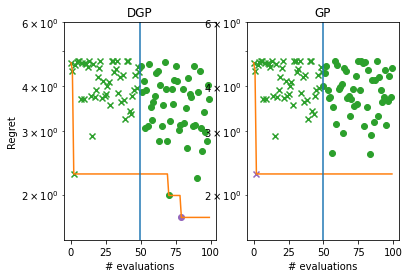 DGP
GP
6 × 10⁰
4 × 10⁰
3 × 10⁰
2 × 10⁰
6 × 10⁰
4 × 10⁰
3 × 10⁰
2 × 10⁰
Regret
0 25 50 75 100
0 25 50 75 100
# evaluations
# evaluations